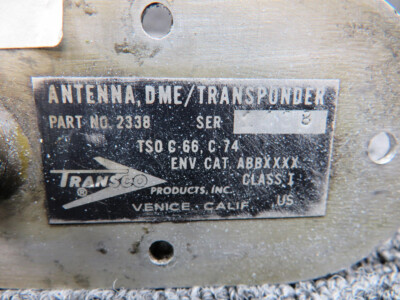 ANTENNA, DME/TRANSPONDER
PART NO. 2338 SER 8
TSO C 66, C 74
ENV. CAT. ABBXXXX
TRANSCO ® PRODUCTS, INC. CLASS I
VENICE, CALIF. US